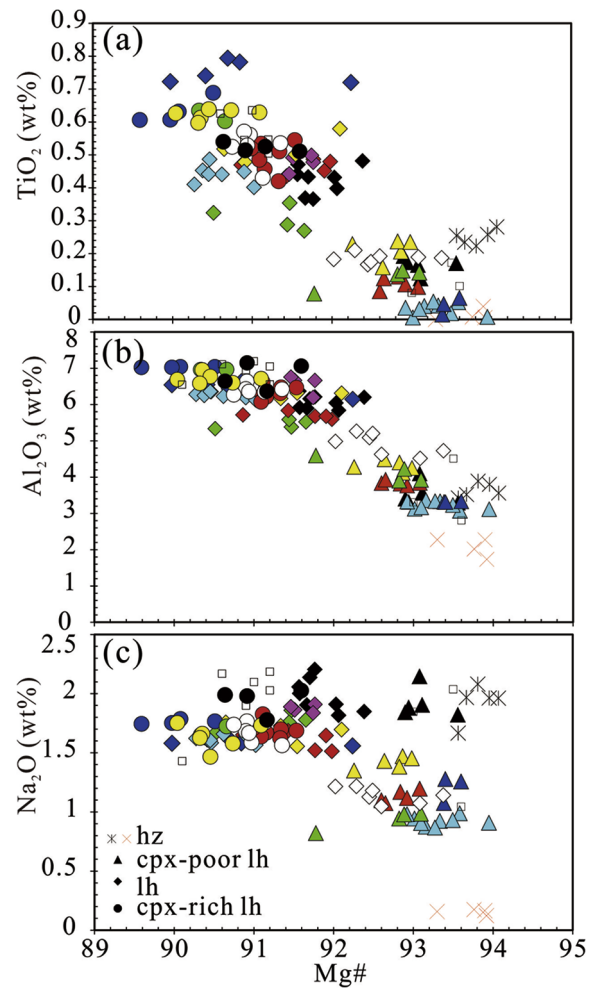 (a)
TiO2 (wt%)
0.9
0.8
0.7
0.6
0.5
0.4
0.3
0.2
0.1
0
(b)
Al2O3 (wt%)
8
7
6
5
4
3
2
1
0
(c)
Na2O (wt%)
2.5
2
1.5
1
0.5
0
hz
cpx-poor lh
lh
cpx-rich lh
89 90 91 92 93 94 95
Mg#